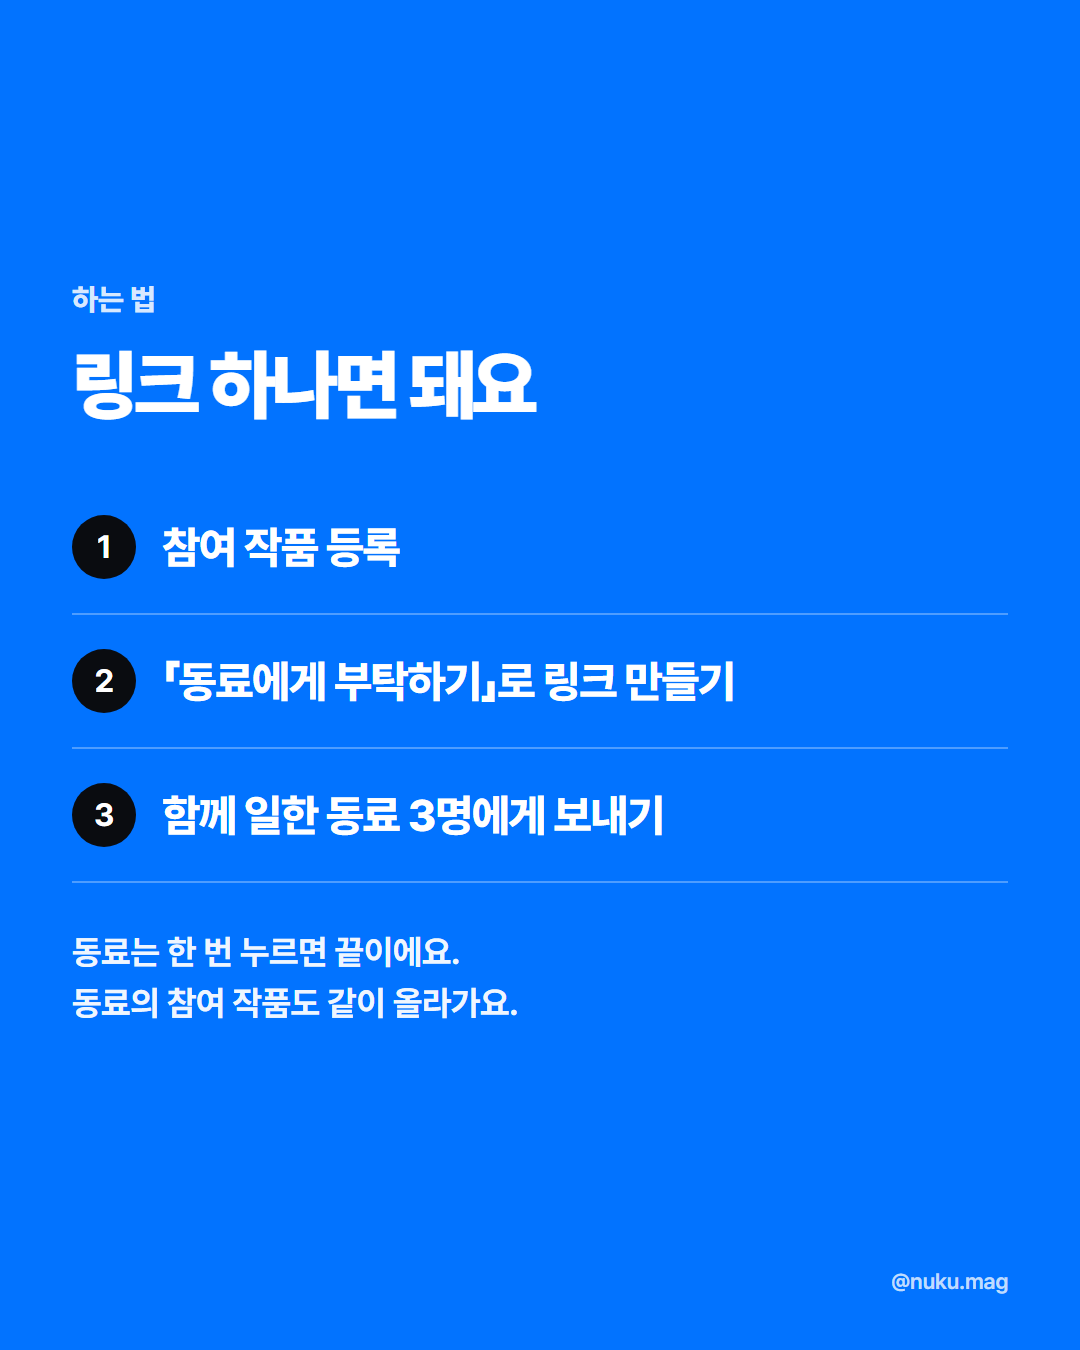 하는 법
링크 하나면 돼요
1 참여 작품 등록
2 「동료에게 부탁하기」로 링크 만들기
3 함께 일한 동료 3명에게 보내기
동료는 한 번 누르면 끝이에요.
동료의 참여 작품도 같이 올라가요.
@nuku.mag